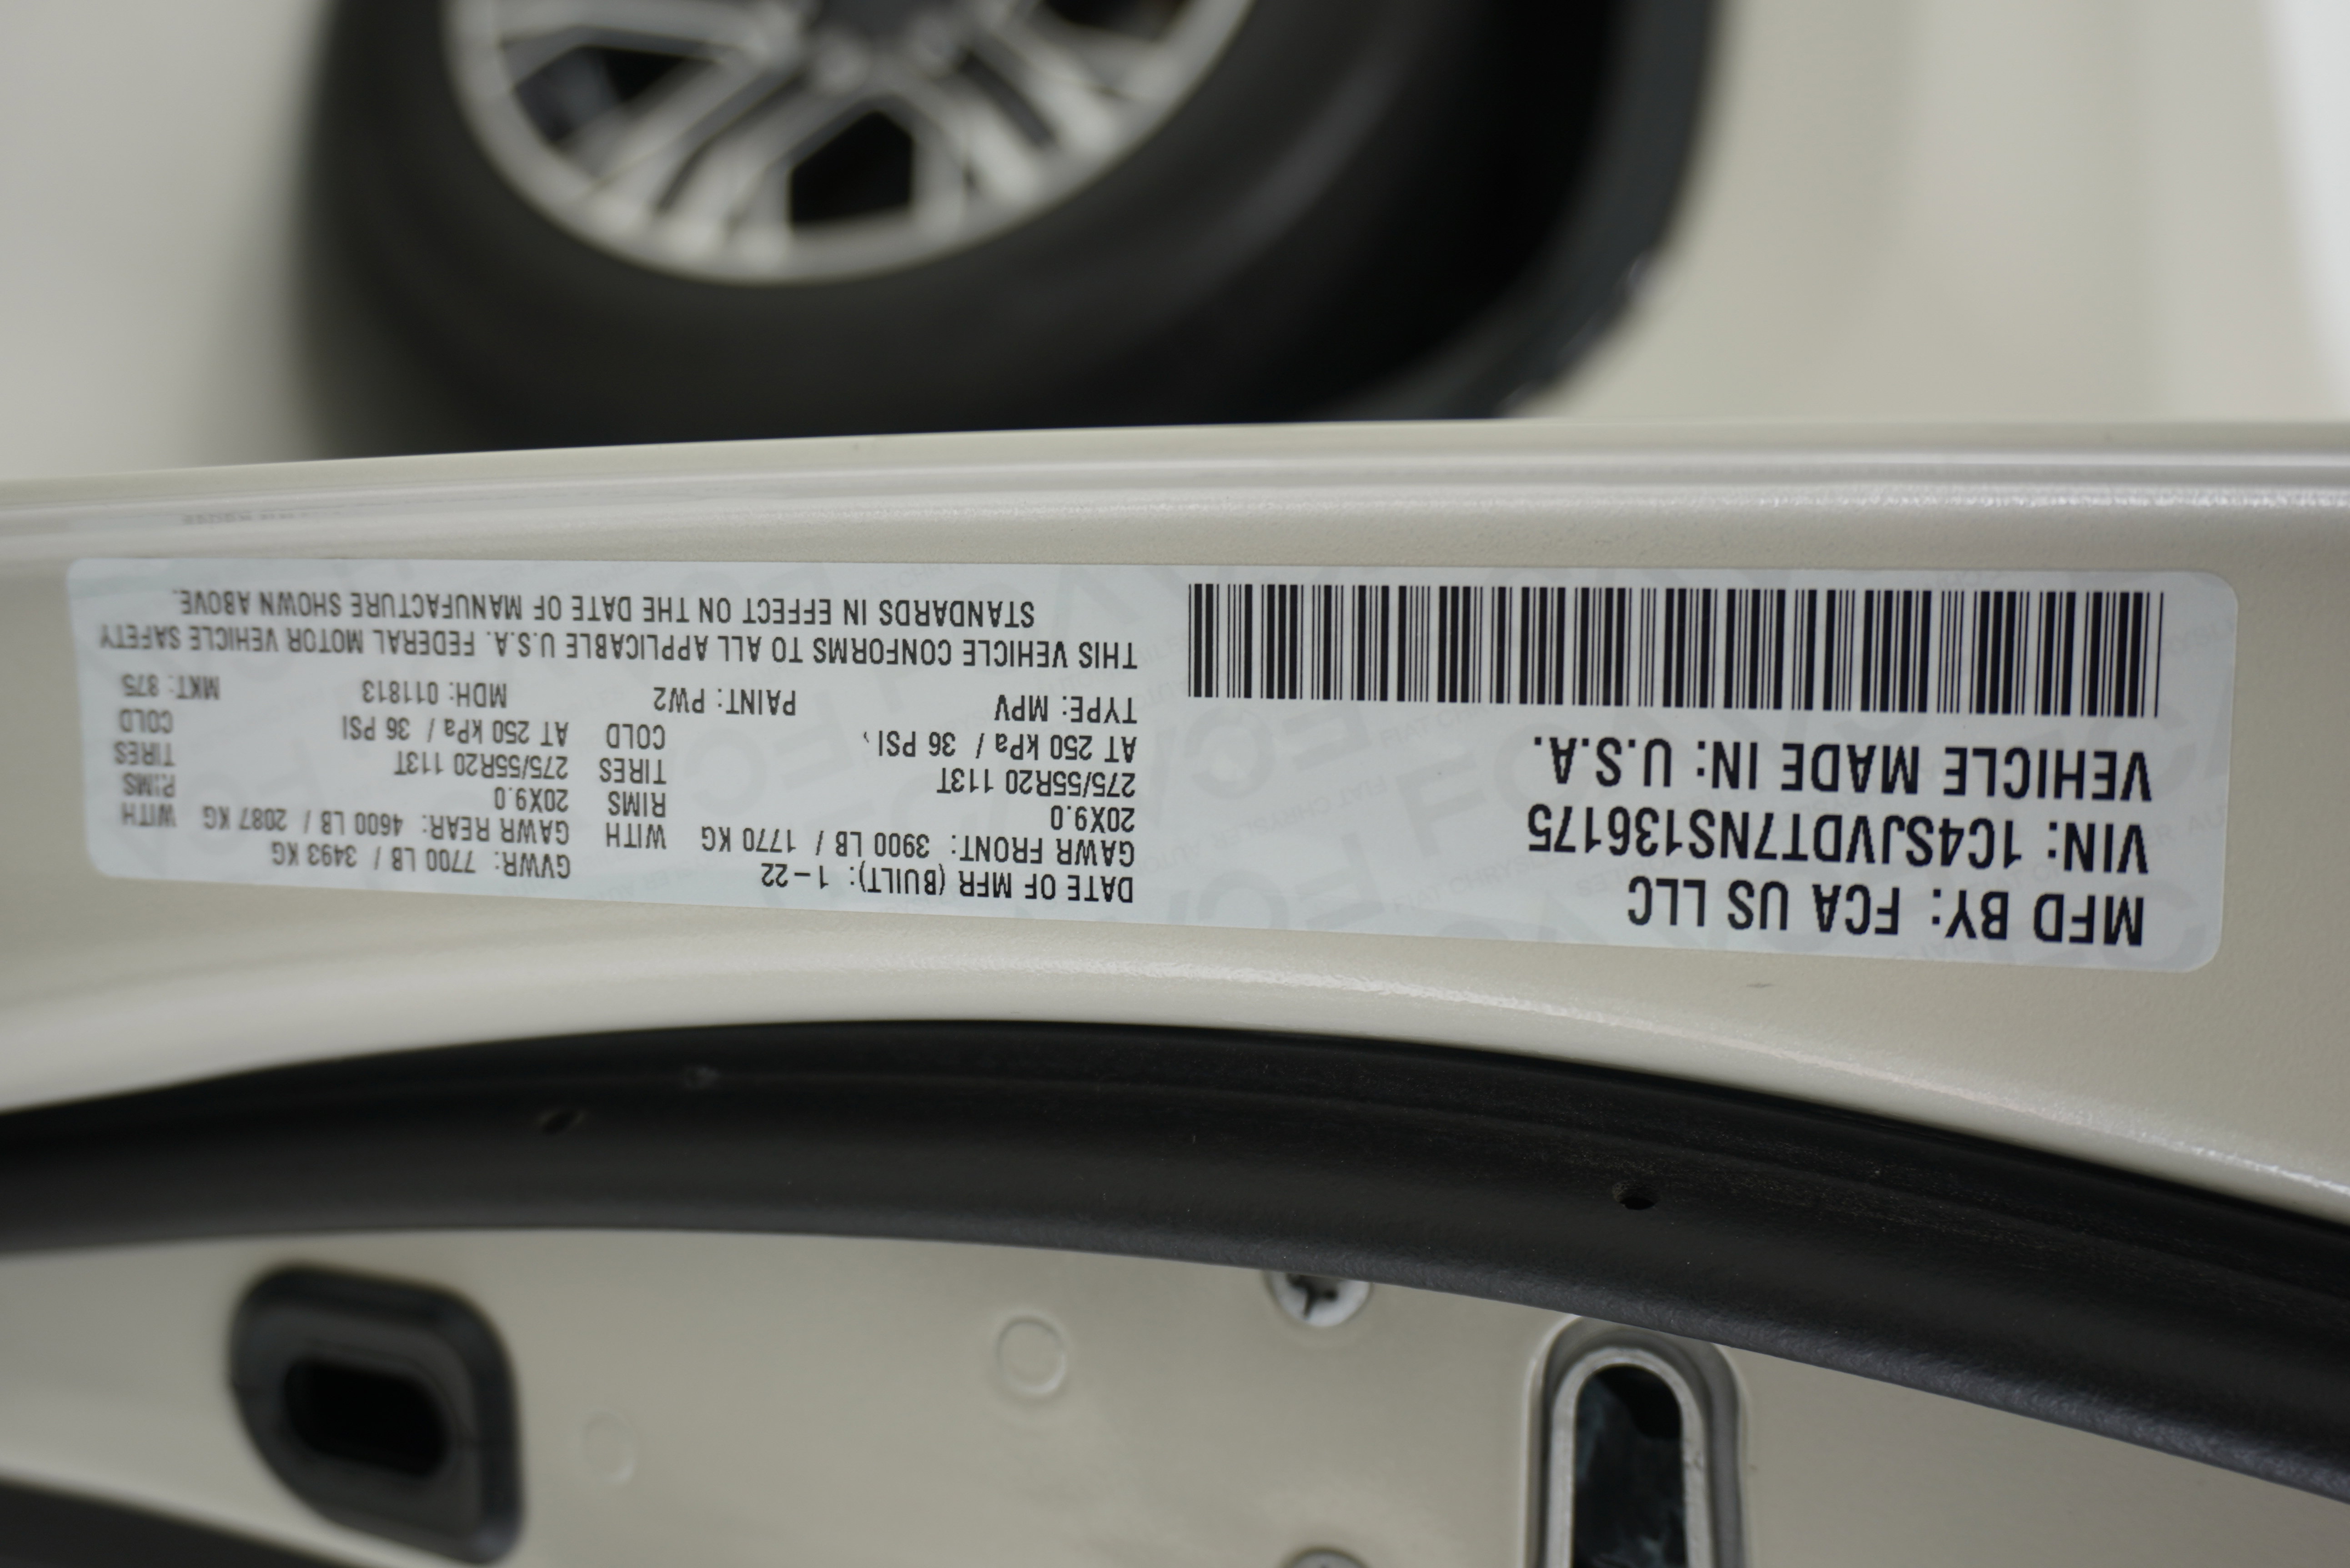 MFD BY: FCA US LLC
VIN: 1C4SJVDT7NS136175
VEHICLE MADE IN: U.S.A.
DATE OF MFR (BUILT): 1-22 GVWR: 7700 LB / 3493 KG
GAWR FRONT: 3900 LB / 1770 KG WITH GAWR REAR: 4600 LB / 2087 KG WITH
20X9.0 RIMS 20X9.0 RIMS
275/55R20 113T TIRES 275/55R20 113T TIRES
AT 250 kPa / 36 PSI COLD AT 250 kPa / 36 PSI COLD
TYPE: MPV PAINT: PW2 MDH: 011813 MKT: 875
THIS VEHICLE CONFORMS TO ALL APPLICABLE U.S.A. FEDERAL MOTOR VEHICLE SAFETY
STANDARDS IN EFFECT ON THE DATE OF MANUFACTURE SHOWN ABOVE.